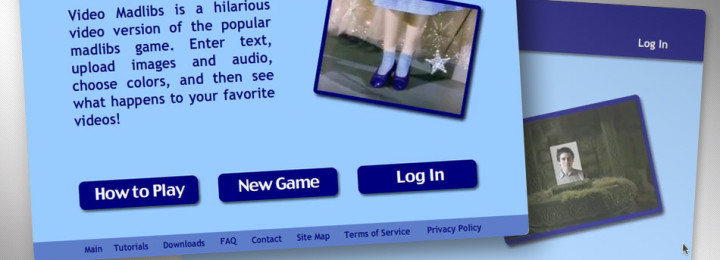 Video Madlibs is a hilarious
video version of the popular
madlibs game. Enter text,
upload images and audio,
choose colors, and then see
what happens to your favorite
videos!
Log In
How to Play
New Game
Log In
Main Tutorials Downloads FAQ Contact Site Map Terms of Service Privacy Policy